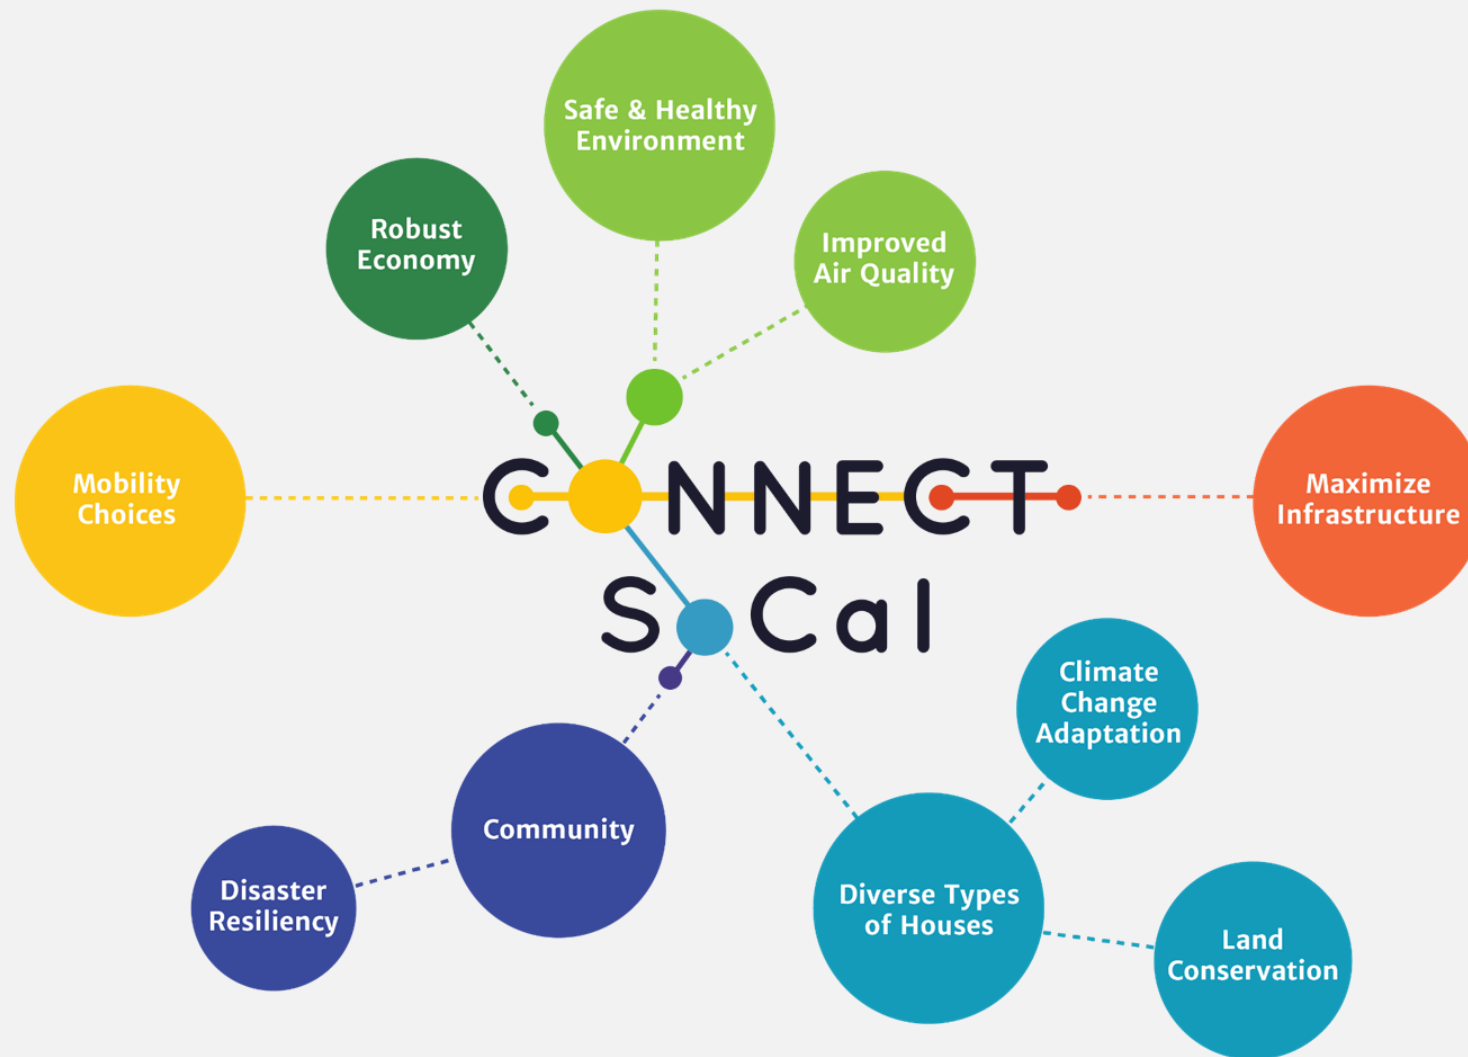 Safe & Healthy
Environment
Robust
Economy
Improved
Air Quality
Mobility
Choices
CONNECT
SoCal
Maximize
Infrastructure
Climate
Change
Adaptation
Community
Disaster
Resiliency
Diverse Types
of Houses
Land
Conservation